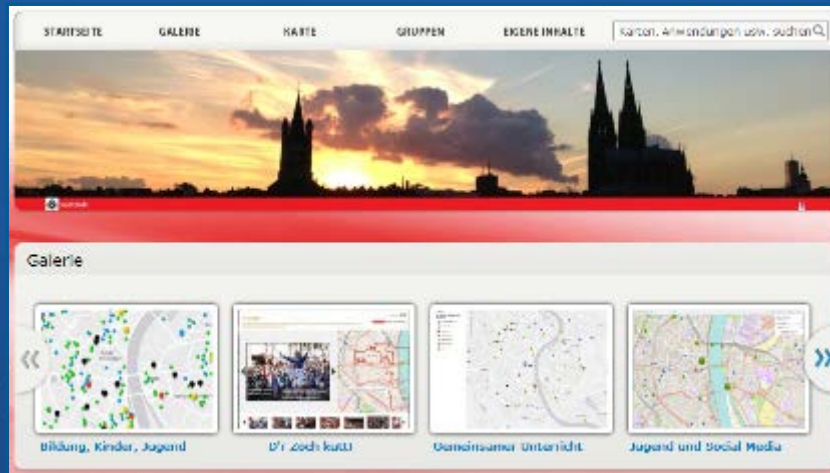 STARTSEITE GALERIE KARTE GRUPPEN EIGENE INHALTE Karten, Anwendungen usw. suchen
Galerie
Bildung, Kinder, Jugend D'r Zoch kütt! Gemeinsamer Unterricht Jugend und Social Media